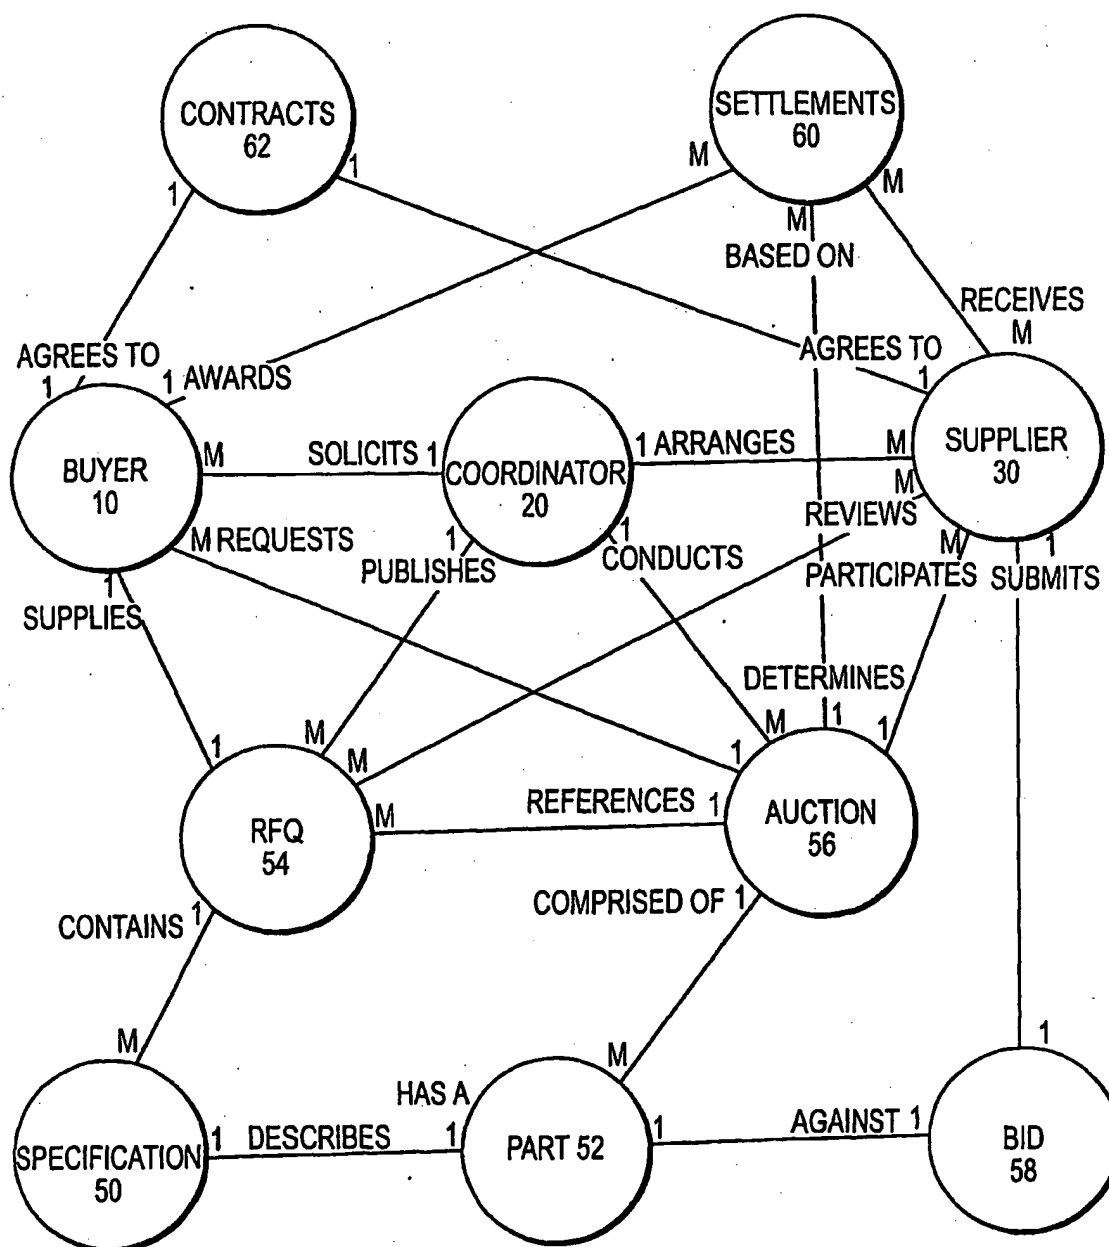 CONTRACTS
62
SETTLEMENTS
60
1
1
M
M
M
BASED ON
RECEIVES
M
AGREES TO
1
1 AWARDS
AGREES TO
1
BUYER
10
M
SOLICITS 1
COORDINATOR
20
1 ARRANGES
M
SUPPLIER
30
M
REVIEWS
M REQUESTS
1
PUBLISHES
1
CONDUCTS
M
PARTICIPATES
1
SUBMITS
1
SUPPLIES
DETERMINES
1
M
M
M
1
1
1
RFQ
54
M
REFERENCES 1
AUCTION
56
CONTAINS 1
COMPRISED OF 1
M
M
1
HAS A
SPECIFICATION
50
1 DESCRIBES
1
PART 52
1
AGAINST 1
BID
58